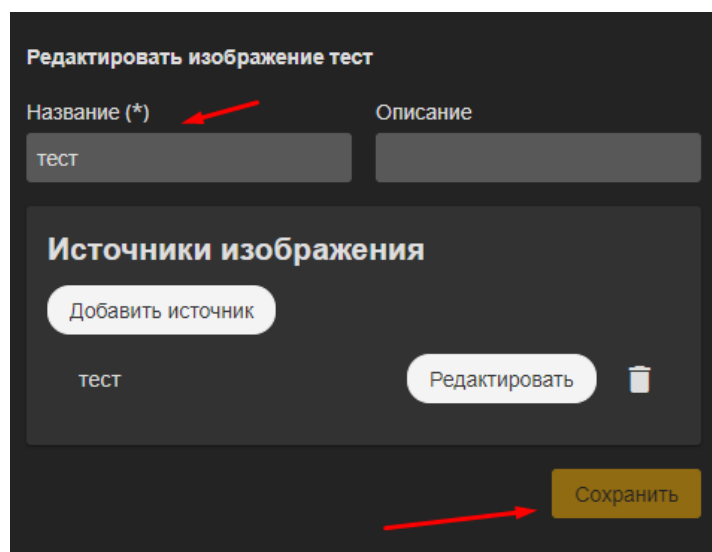 Редактировать изображение тест
Название (*)
Описание
тест
Источники изображения
Добавить источник
тест
Редактировать
Сохранить